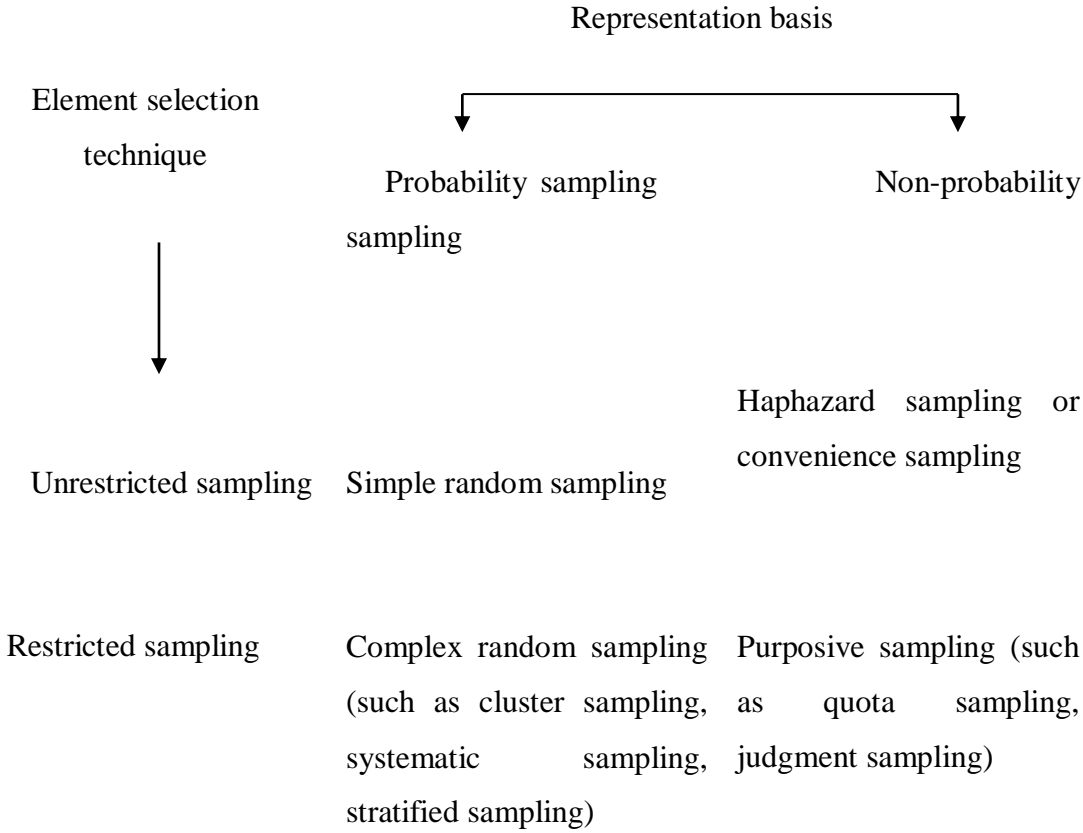 Representation basis
Element selection
technique
Probability sampling Non-probability
sampling
Haphazard sampling or
convenience sampling
Unrestricted sampling Simple random sampling
Restricted sampling Complex random sampling Purposive sampling (such
(such as cluster sampling, as quota sampling,
systematic sampling, judgment sampling)
stratified sampling)